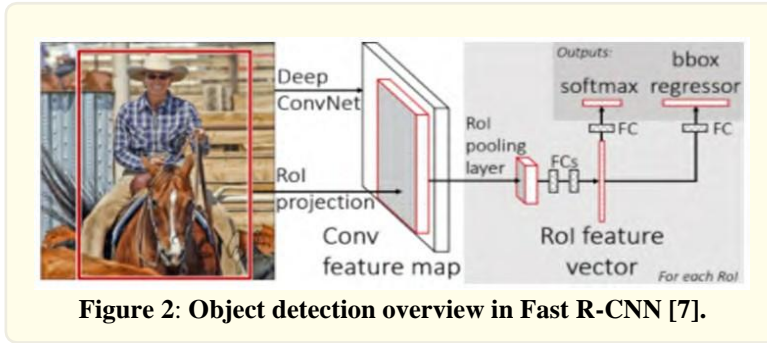 Deep
ConvNet
RoI
projection
Conv
feature map
RoI
pooling
layer
FCs
RoI feature
vector
For each RoI
Outputs:
softmax
bbox
regressor
FC
FC
Figure 2: Object detection overview in Fast R-CNN [7].